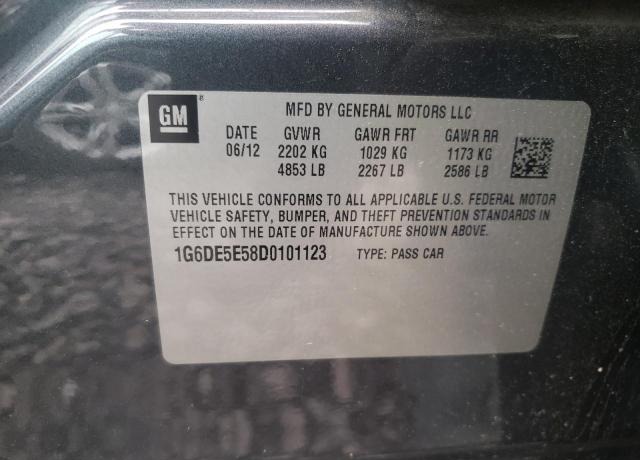 GM ®
MFD BY GENERAL MOTORS LLC
DATE GVWR GAWR FRT GAWR RR
06/12 2202 KG 1029 KG 1173 KG
4853 LB 2267 LB 2586 LB
THIS VEHICLE CONFORMS TO ALL APPLICABLE U.S. FEDERAL MOTOR
VEHICLE SAFETY, BUMPER, AND THEFT PREVENTION STANDARDS IN
EFFECT ON THE DATE OF MANUFACTURE SHOWN ABOVE.
1G6DE5E58D0101123 TYPE: PASS CAR